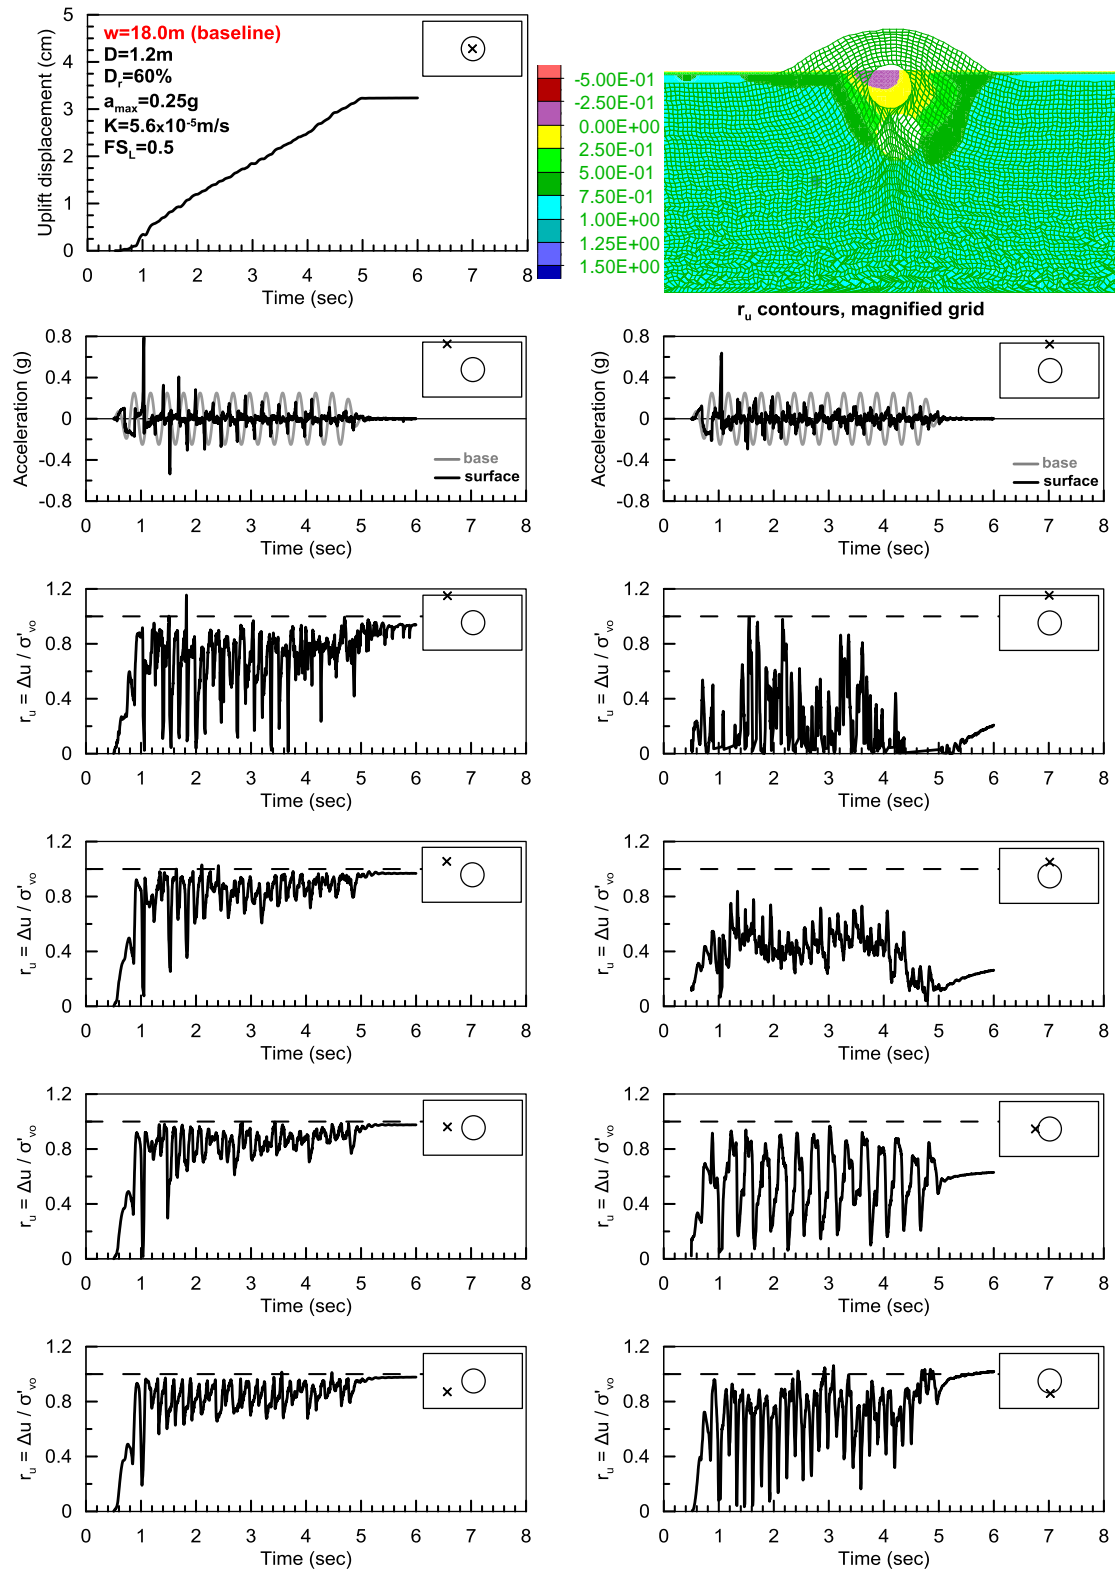 5
4
3
2
1
0
Uplift displacement (cm)
w=18.0m (baseline)
D=1.2m
Dr=60%
amax=0.25g
K=5.6x10-5m/s
FSL=0.5
0 1 2 3 4 5 6 7 8
Time (sec)
-5.00E-01
-2.50E-01
0.00E+00
2.50E-01
5.00E-01
7.50E-01
1.00E+00
1.25E+00
1.50E+00
ru contours, magnified grid
0.8
0.4
0
-0.4
-0.8
Acceleration (g)
base
surface
0 1 2 3 4 5 6 7 8
Time (sec)
0.8
0.4
0
-0.4
-0.8
Acceleration (g)
base
surface
0 1 2 3 4 5 6 7 8
Time (sec)
1.2
0.8
0.4
0
ru = Δu / σ'vo
0 1 2 3 4 5 6 7 8
Time (sec)
1.2
0.8
0.4
0
ru = Δu / σ'vo
0 1 2 3 4 5 6 7 8
Time (sec)
1.2
0.8
0.4
0
ru = Δu / σ'vo
0 1 2 3 4 5 6 7 8
Time (sec)
1.2
0.8
0.4
0
ru = Δu / σ'vo
0 1 2 3 4 5 6 7 8
Time (sec)
1.2
0.8
0.4
0
ru = Δu / σ'vo
0 1 2 3 4 5 6 7 8
Time (sec)
1.2
0.8
0.4
0
ru = Δu / σ'vo
0 1 2 3 4 5 6 7 8
Time (sec)
1.2
0.8
0.4
0
ru = Δu / σ'vo
0 1 2 3 4 5 6 7 8
Time (sec)
1.2
0.8
0.4
0
ru = Δu / σ'vo
0 1 2 3 4 5 6 7 8
Time (sec)